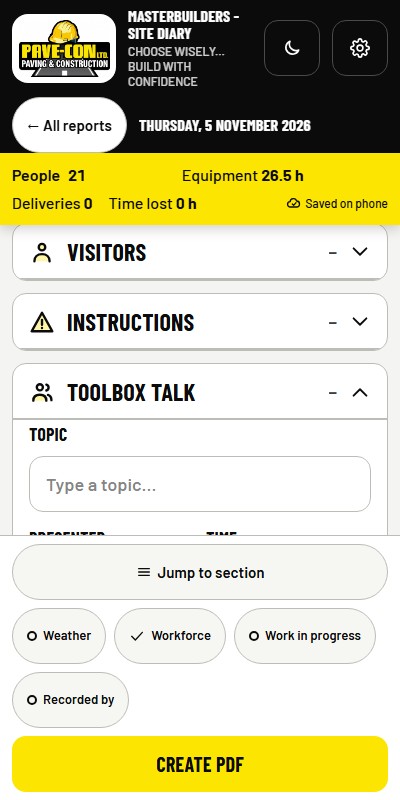 PAVE-CON LTD.
PAVING & CONSTRUCTION
MASTERBUILDERS -
SITE DIARY
CHOOSE WISELY...
BUILD WITH
CONFIDENCE
← All reports
THURSDAY, 5 NOVEMBER 2026
People 21
Equipment 26.5 h
Deliveries 0 Time lost 0 h
Saved on phone
VISITORS –
INSTRUCTIONS –
TOOLBOX TALK –
TOPIC
Type a topic...
PRESENTED TIME
Jump to section
Weather Workforce Work in progress
Recorded by
CREATE PDF